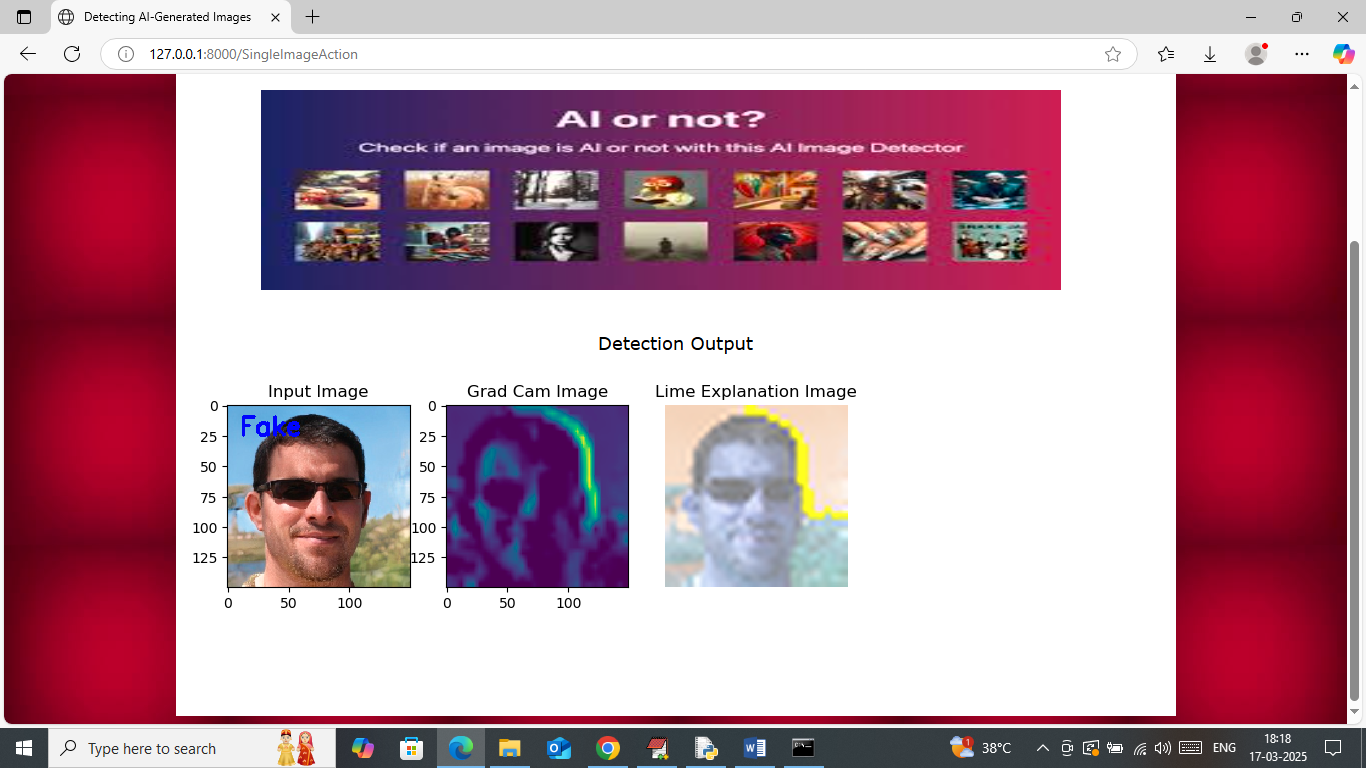 Detecting AI-Generated Images
127.0.0.1:8000/SingleImageAction
AI or not?
Check if an image is AI or not with this AI Image Detector
Detection Output
Input Image
Grad Cam Image
Lime Explanation Image
Fake
0
25
50
75
100
125
0
50
100
0
25
50
75
100
125
0
50
100
Type here to search
1
38°C
ENG
18:18
17-03-2025